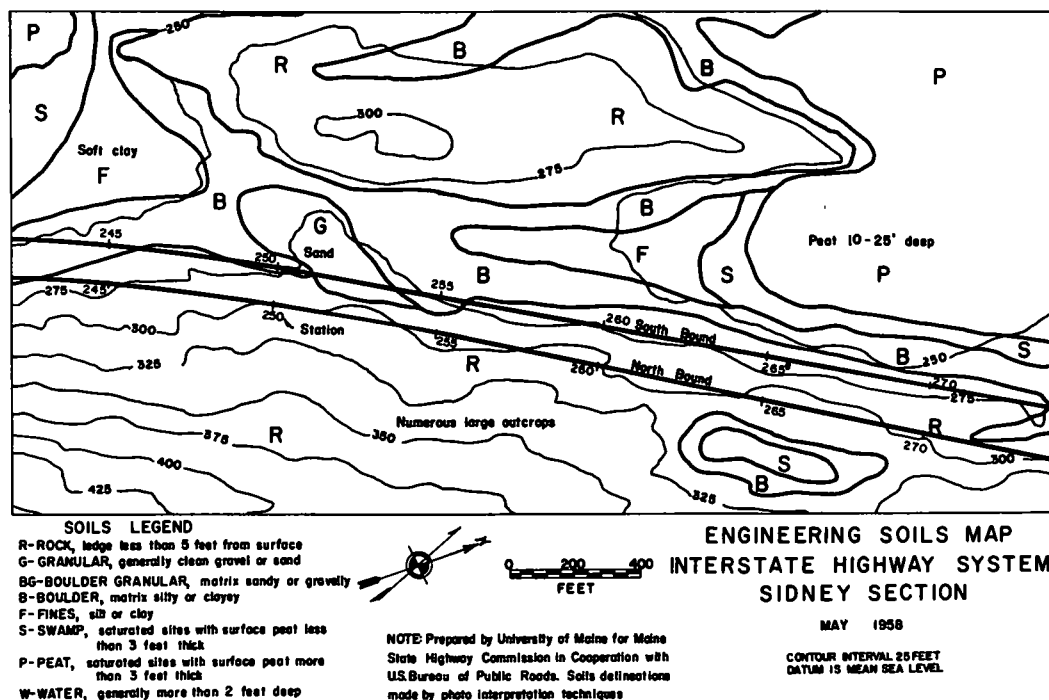 250
P
B
R
B
P
S
300
R
Soft clay
275
F
B
B
G
245
Sand
F
Peat 10-25' deep
250
B
S
P
275
245
255
300
250
Station
260
South Bound
325
255
R
260
North Bound
265
B
250
S
270
275
350
Numerous large outcrops
265
R
375
R
270
300
400
S
425
B
325
SOILS LEGEND
R-ROCK, ledge less than 5 feet from surface
G-GRANULAR, generally clean gravel or sand
BG-BOULDER GRANULAR, matrix sandy or gravelly
B-BOULDER, matrix silty or clayey
F-FINES, silt or clay
S-SWAMP, saturated sites with surface peat less
than 3 feet thick
P-PEAT, saturated sites with surface peat more
than 3 feet thick
W-WATER, generally more than 2 feet deep
N
0 200 400
FEET
NOTE: Prepared by University of Maine for Maine
State Highway Commission in Cooperation with
U.S. Bureau of Public Roads. Soils delineations
made by photo interpretation techniques
ENGINEERING SOILS MAP
INTERSTATE HIGHWAY SYSTEM
SIDNEY SECTION
MAY 1958
CONTOUR INTERVAL 25 FEET
DATUM IS MEAN SEA LEVEL